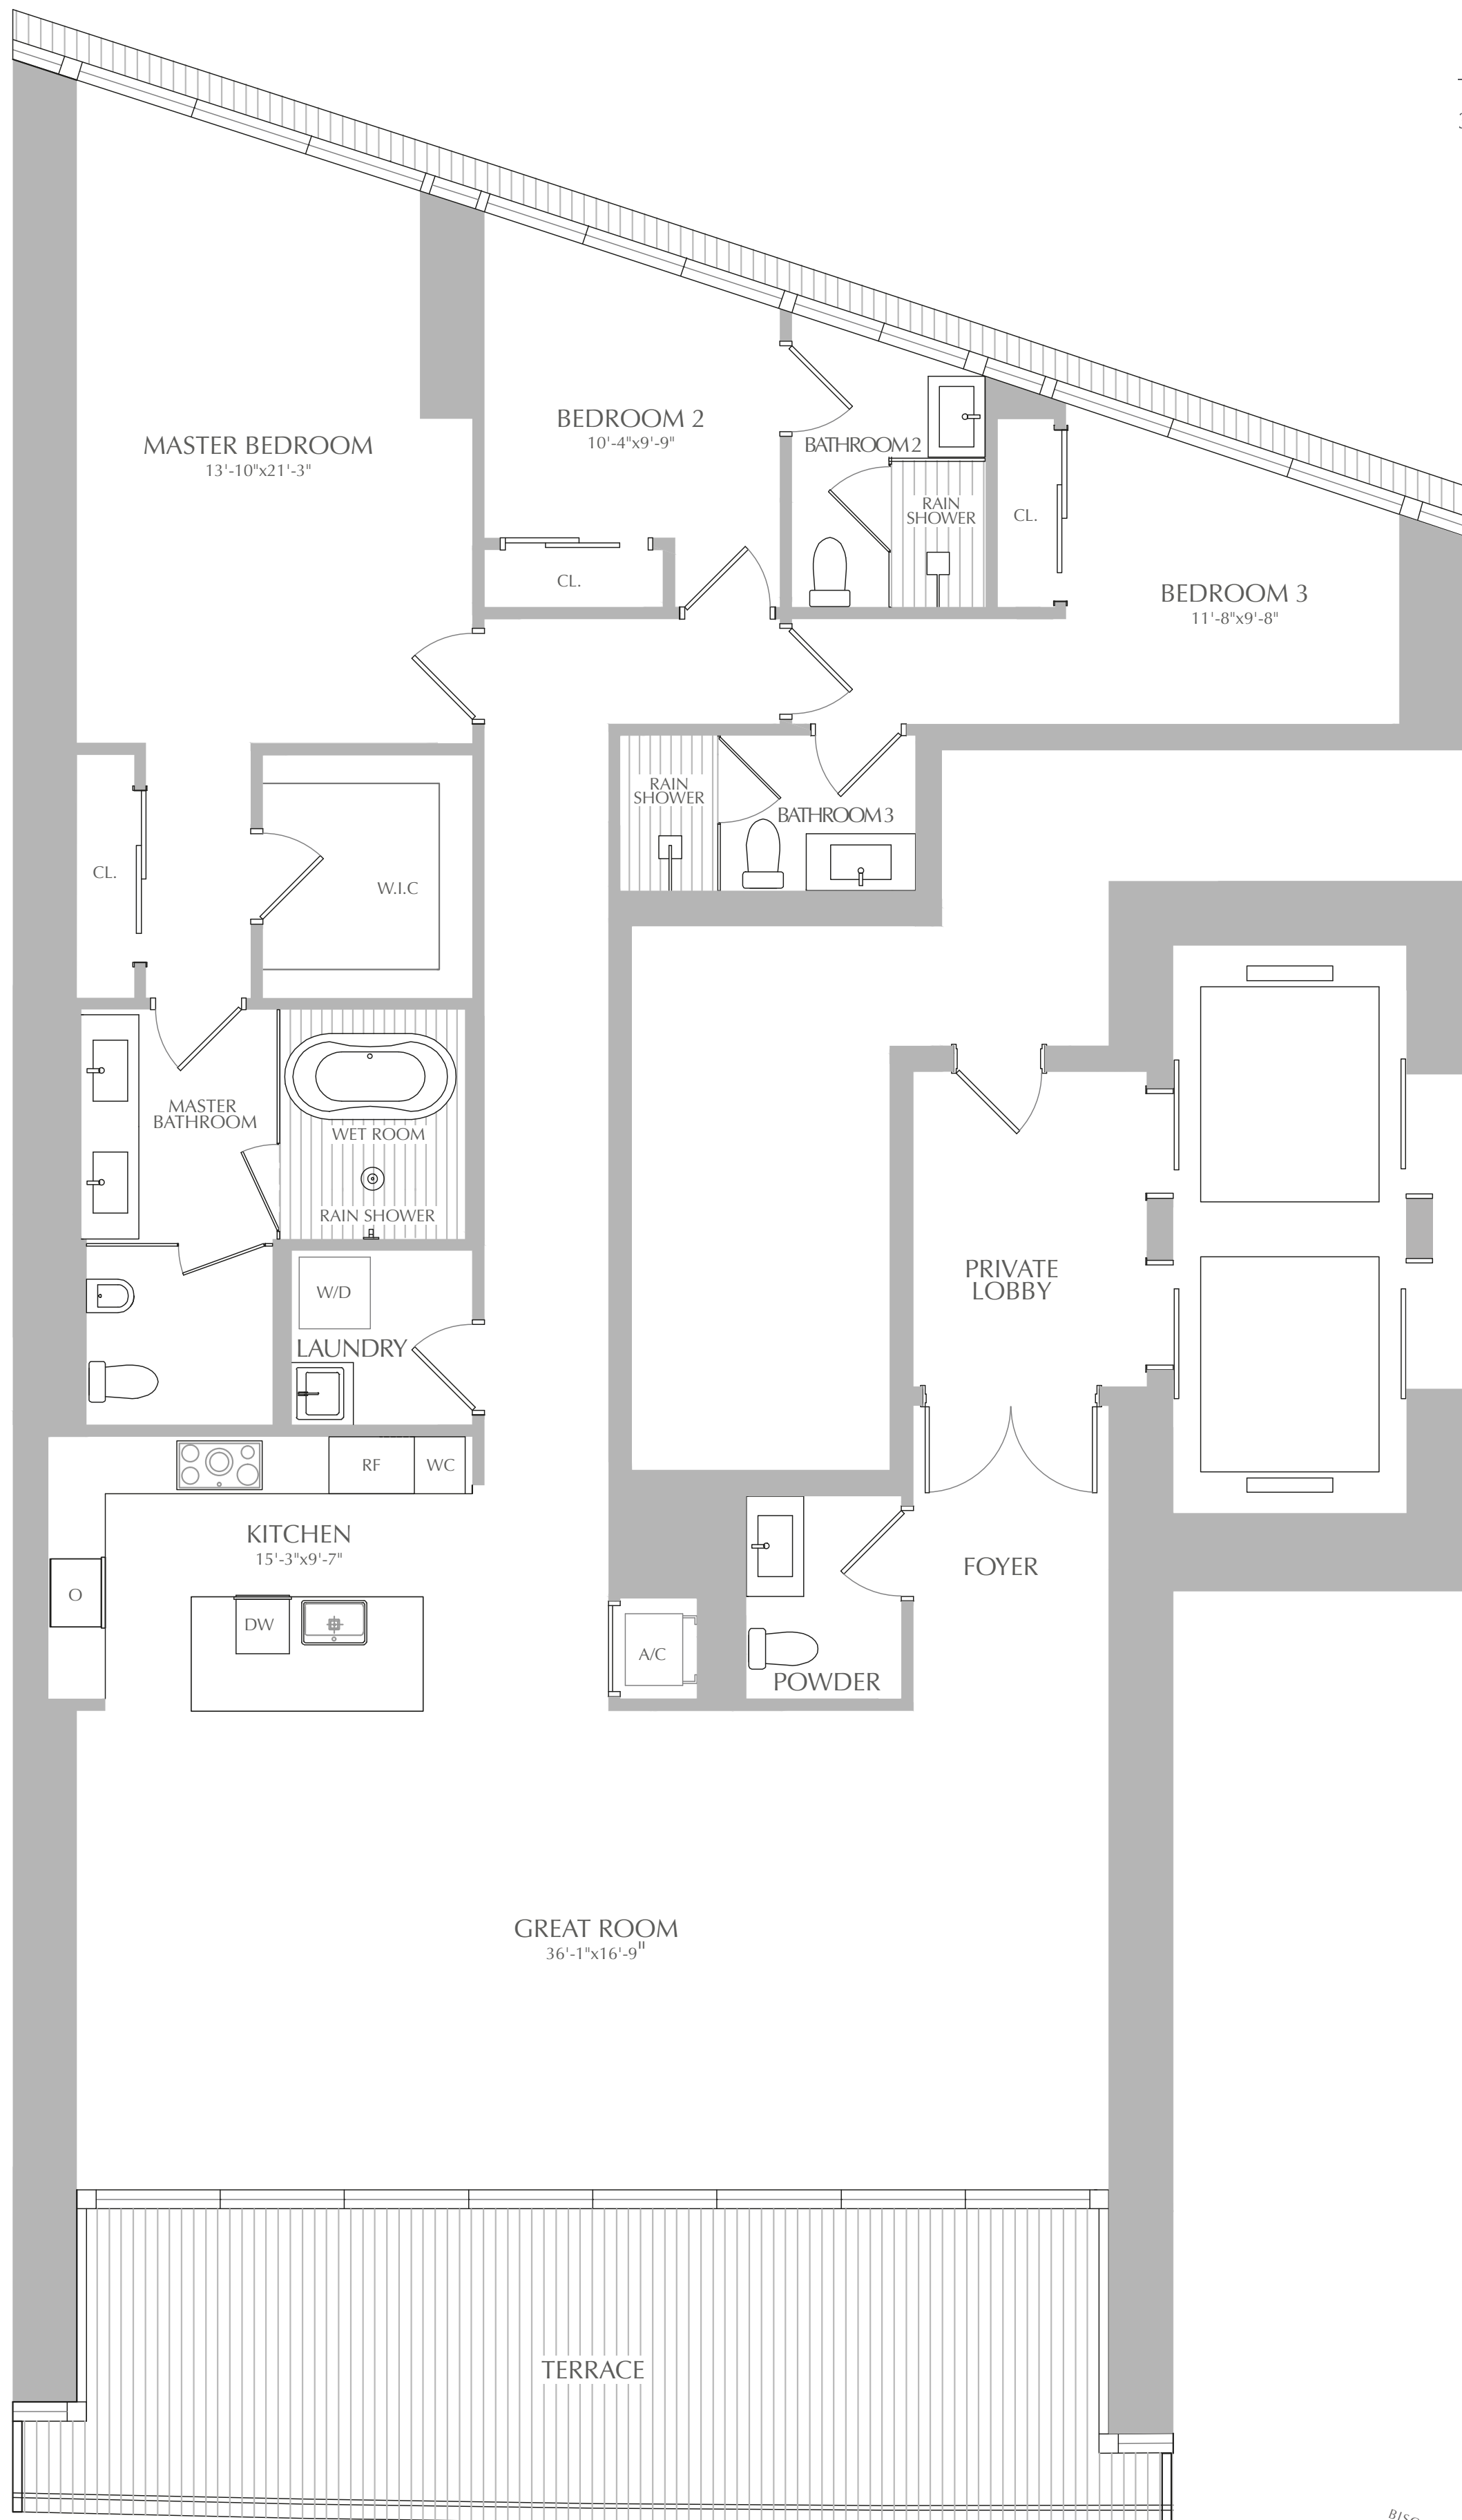 MASTER BEDROOM
13'-10"x21'-3"
BEDROOM 2
10'-4"x9'-9"
BATHROOM 2
RAIN
SHOWER
CL.
CL.
BEDROOM 3
11'-8"x9'-8"
RAIN
SHOWER
BATHROOM 3
CL.
W.I.C
MASTER
BATHROOM
WET ROOM
RAIN SHOWER
W/D
LAUNDRY
PRIVATE
LOBBY
RF
WC
KITCHEN
15'-3"x9'-7"
O
DW
FOYER
A/C
POWDER
GREAT ROOM
36'-1"x16'-9"
TERRACE